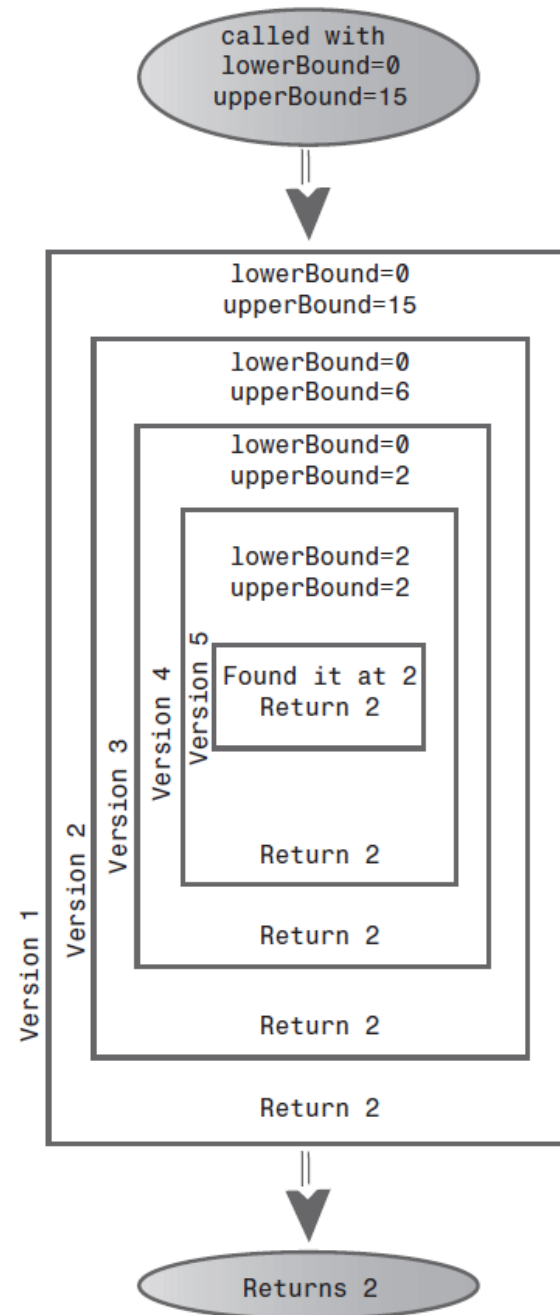 called with
lowerBound=0
upperBound=15
lowerBound=0
upperBound=15
lowerBound=0
upperBound=6
lowerBound=0
upperBound=2
lowerBound=2
upperBound=2
Found it at 2
Return 2
Version 5
Return 2
Version 4
Return 2
Version 3
Return 2
Version 2
Return 2
Version 1
Returns 2